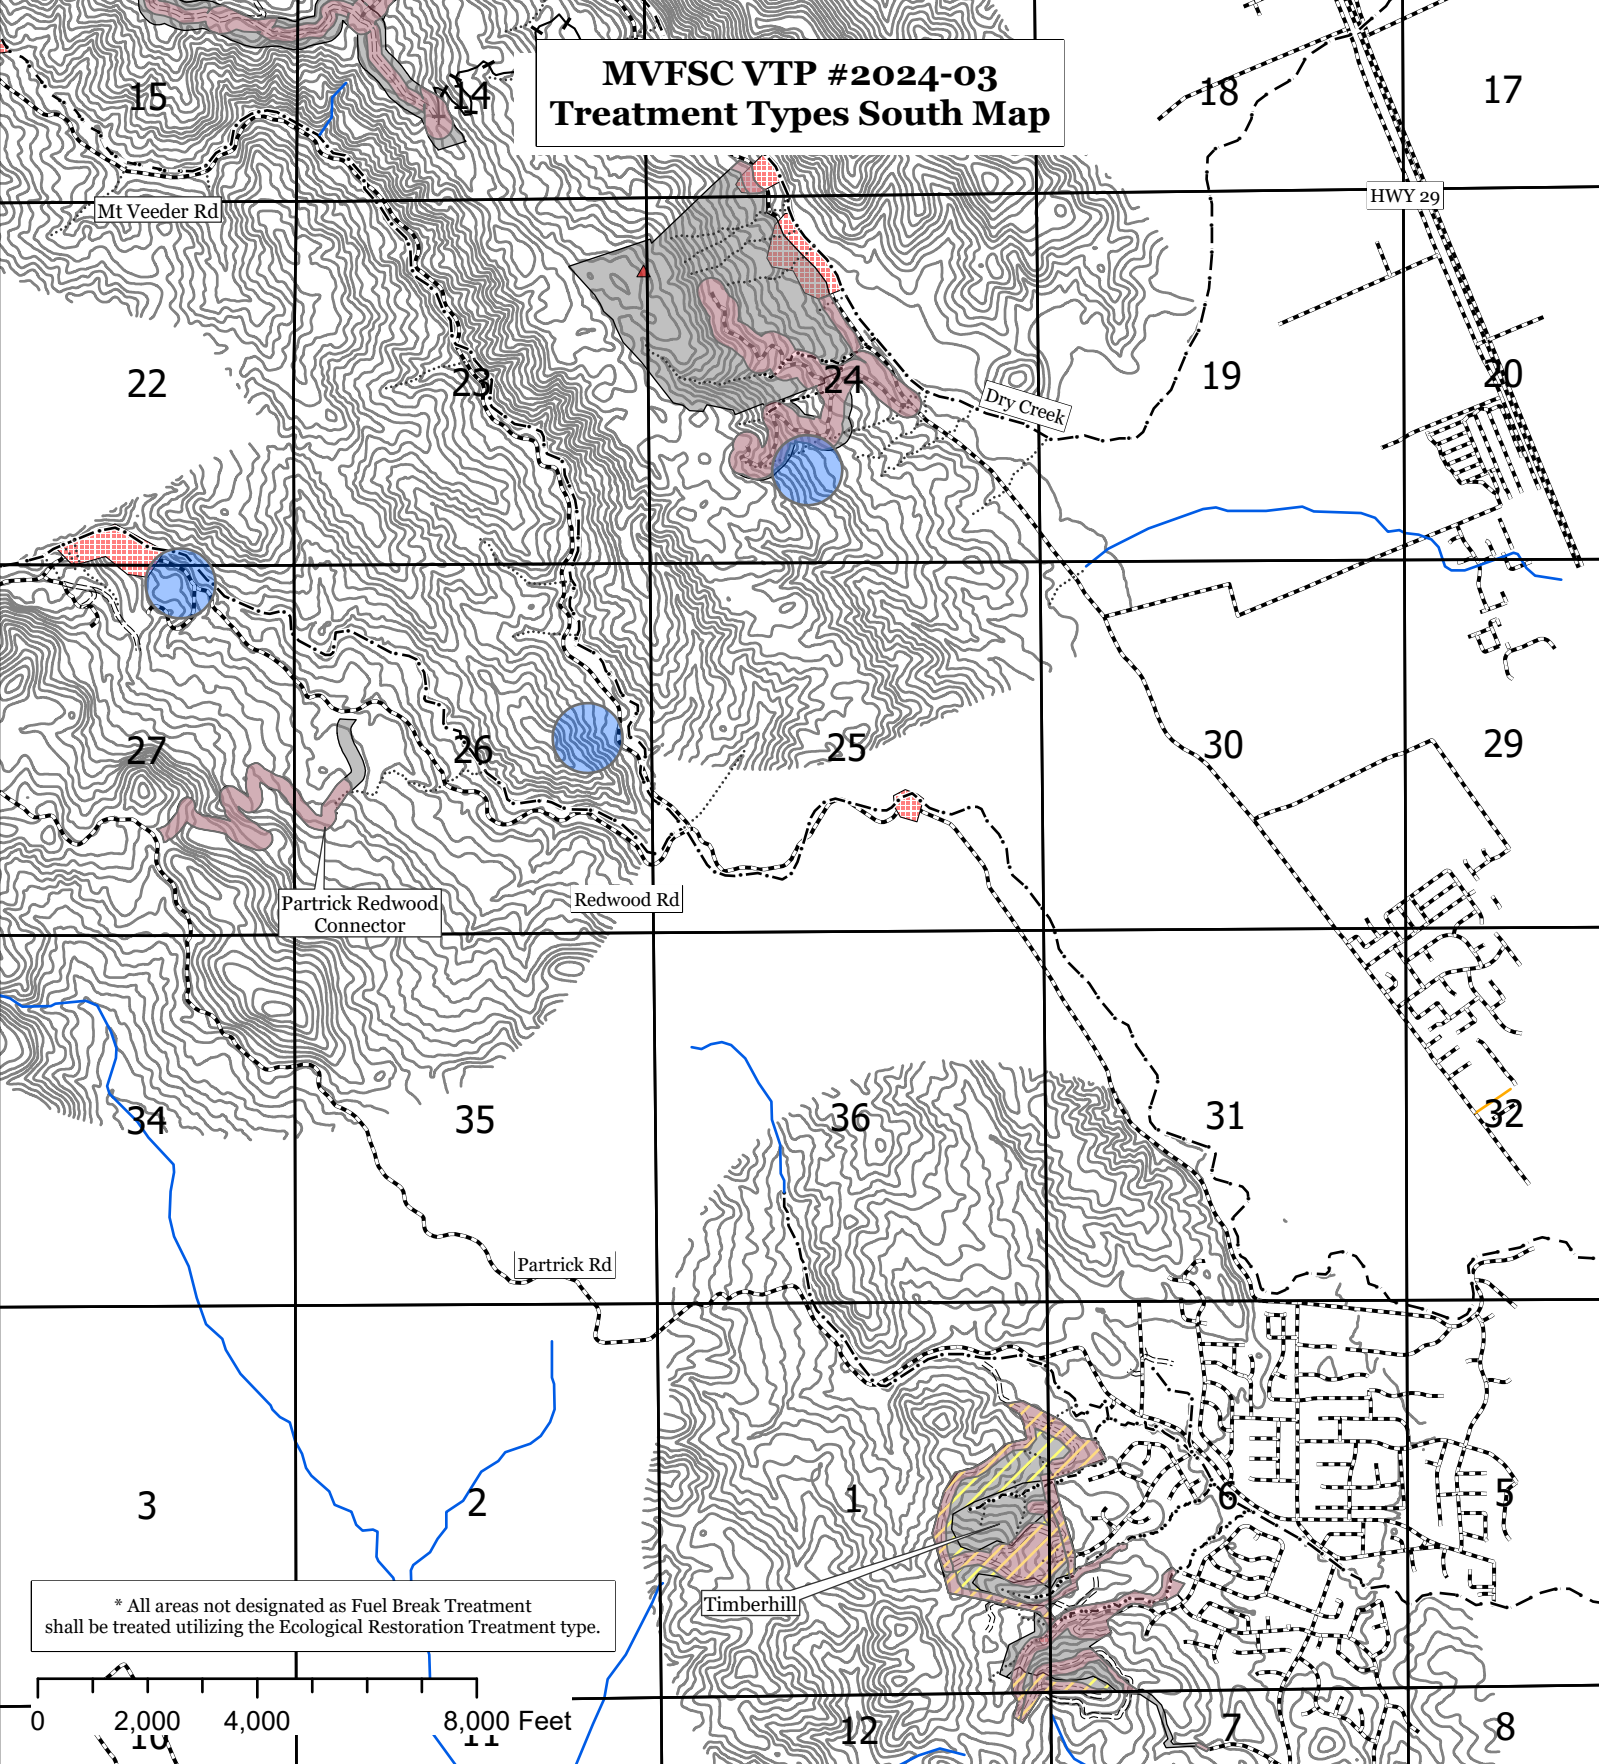 MVFSC VTP #2024-03
Treatment Types South Map
15
14
18
17
Mt Veeder Rd
HWY 29
22
23
24
19
20
Dry Creek
27
26
25
30
29
Partrick Redwood
Connector
Redwood Rd
34
35
36
31
32
Partrick Rd
3
2
1
6
5
Timberhill
* All areas not designated as Fuel Break Treatment
shall be treated utilizing the Ecological Restoration Treatment type.
0 2,000 4,000 8,000 Feet
10
11
12
7
8